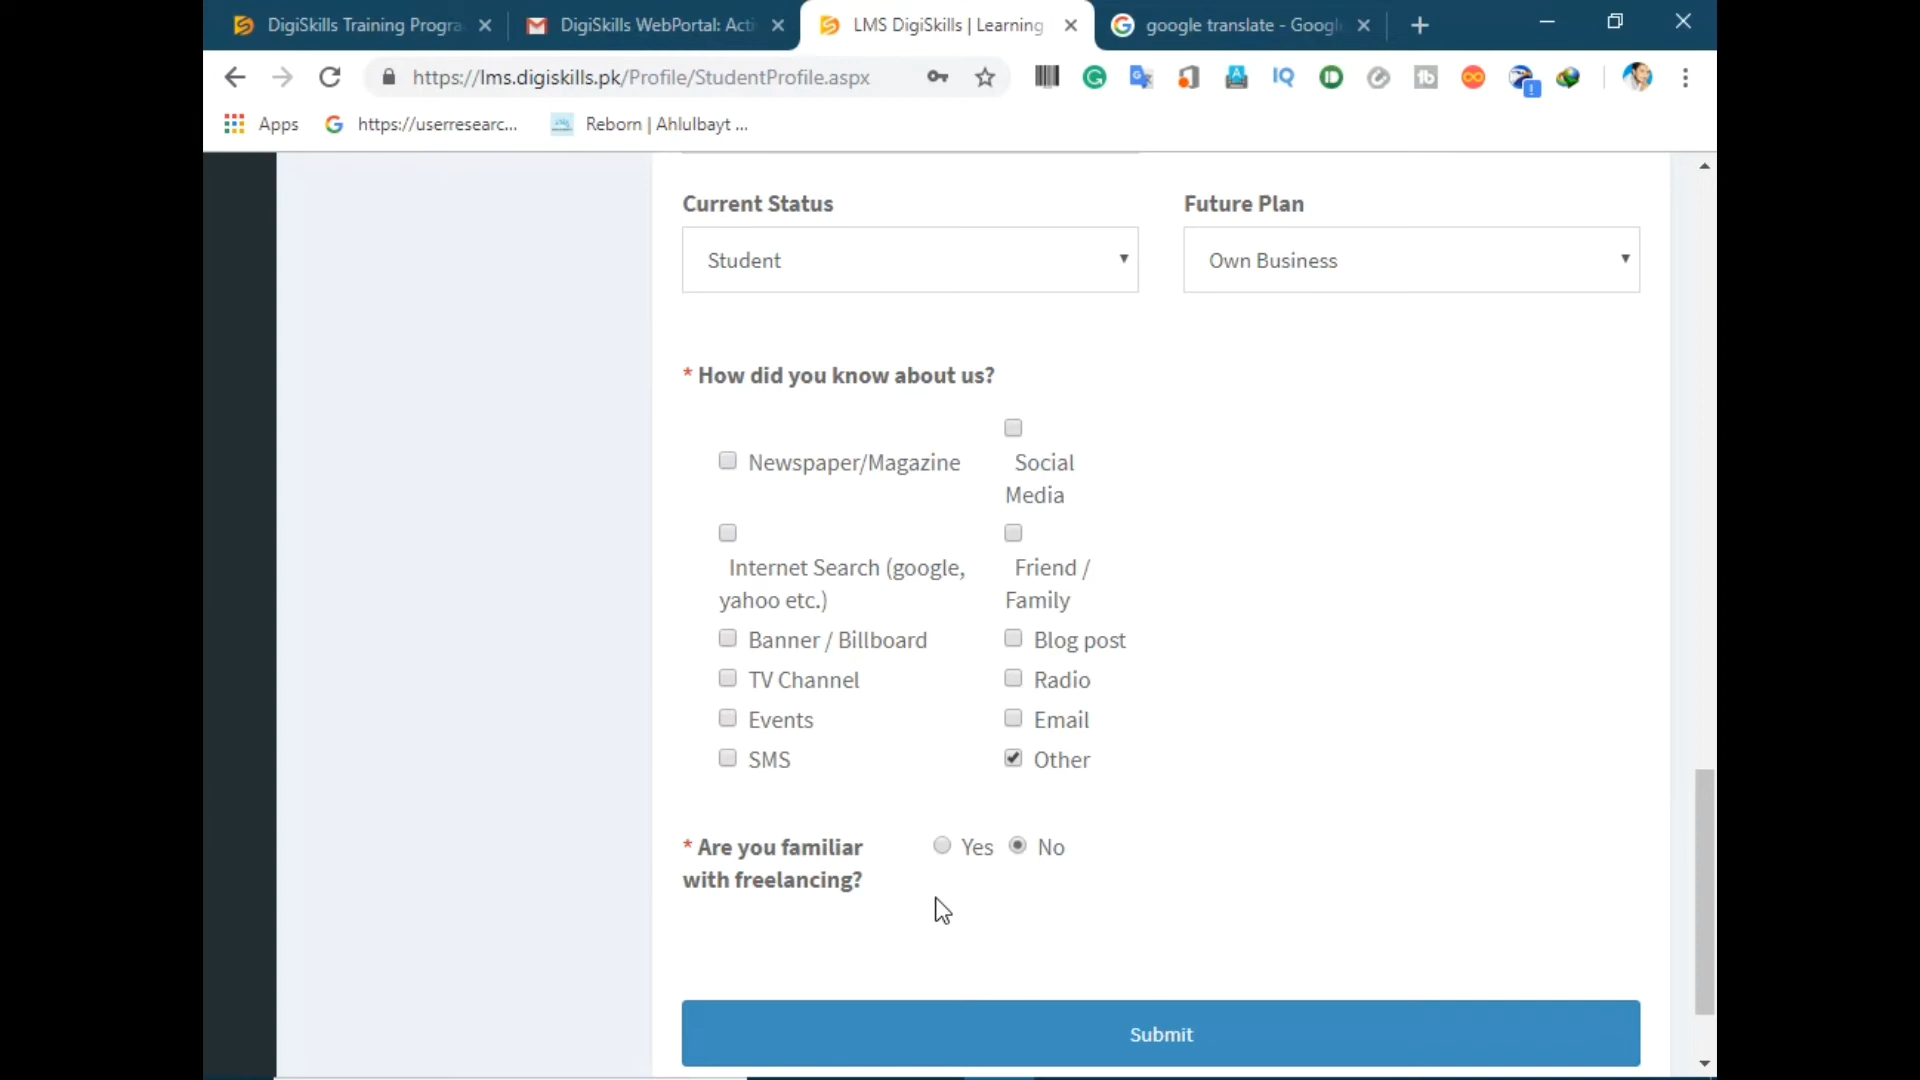 DigiSkills Training Progra
DigiSkills WebPortal: Acti
LMS DigiSkills | Learning
google translate - Googl
https://lms.digiskills.pk/Profile/StudentProfile.aspx
IQ
Apps
https://userresearc...
Reborn | Ahlulbayt ...
Current Status
Future Plan
Student
Own Business
* How did you know about us?
Newspaper/Magazine
Social
Media
Internet Search (google,
yahoo etc.)
Friend /
Family
Banner / Billboard
Blog post
TV Channel
Radio
Events
Email
SMS
Other
* Are you familiar
with freelancing?
Yes
No
Submit